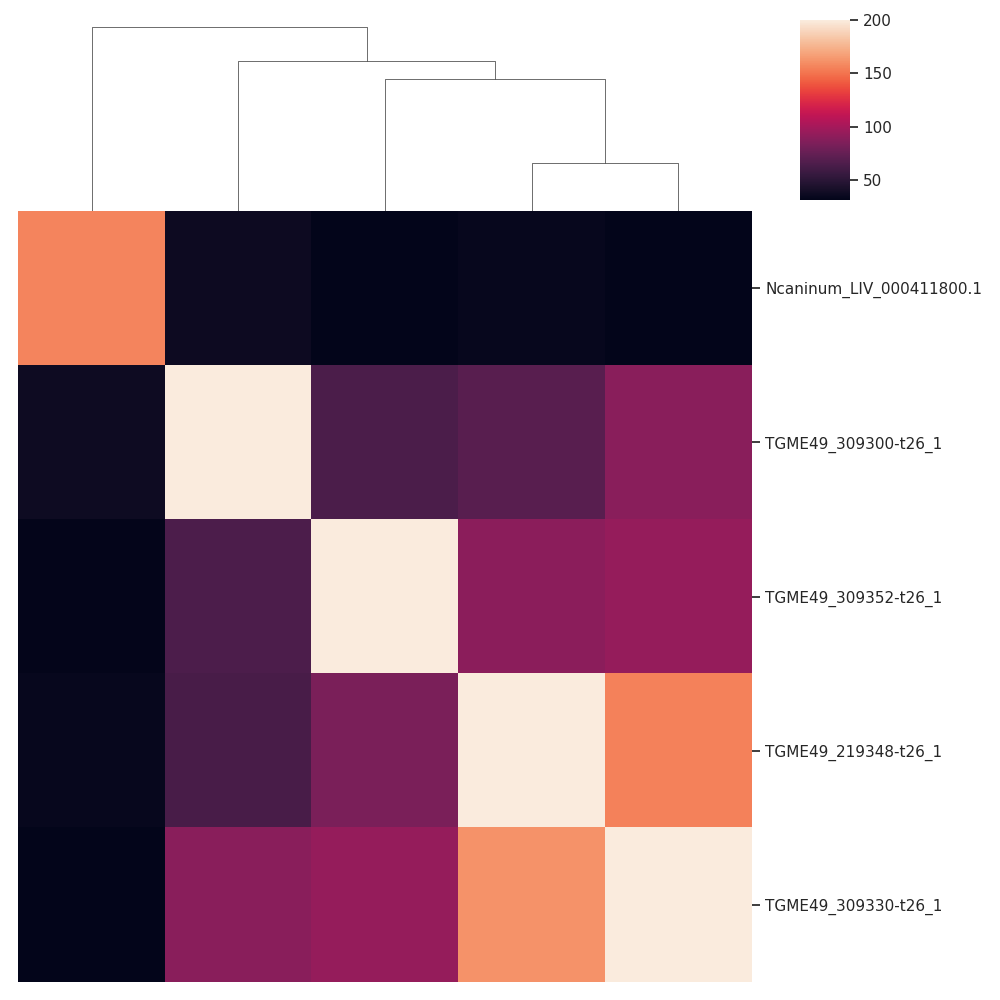 200
150
100
50
Ncaninum_LIV_000411800.1
TGME49_309300-t26_1
TGME49_309352-t26_1
TGME49_219348-t26_1
TGME49_309330-t26_1